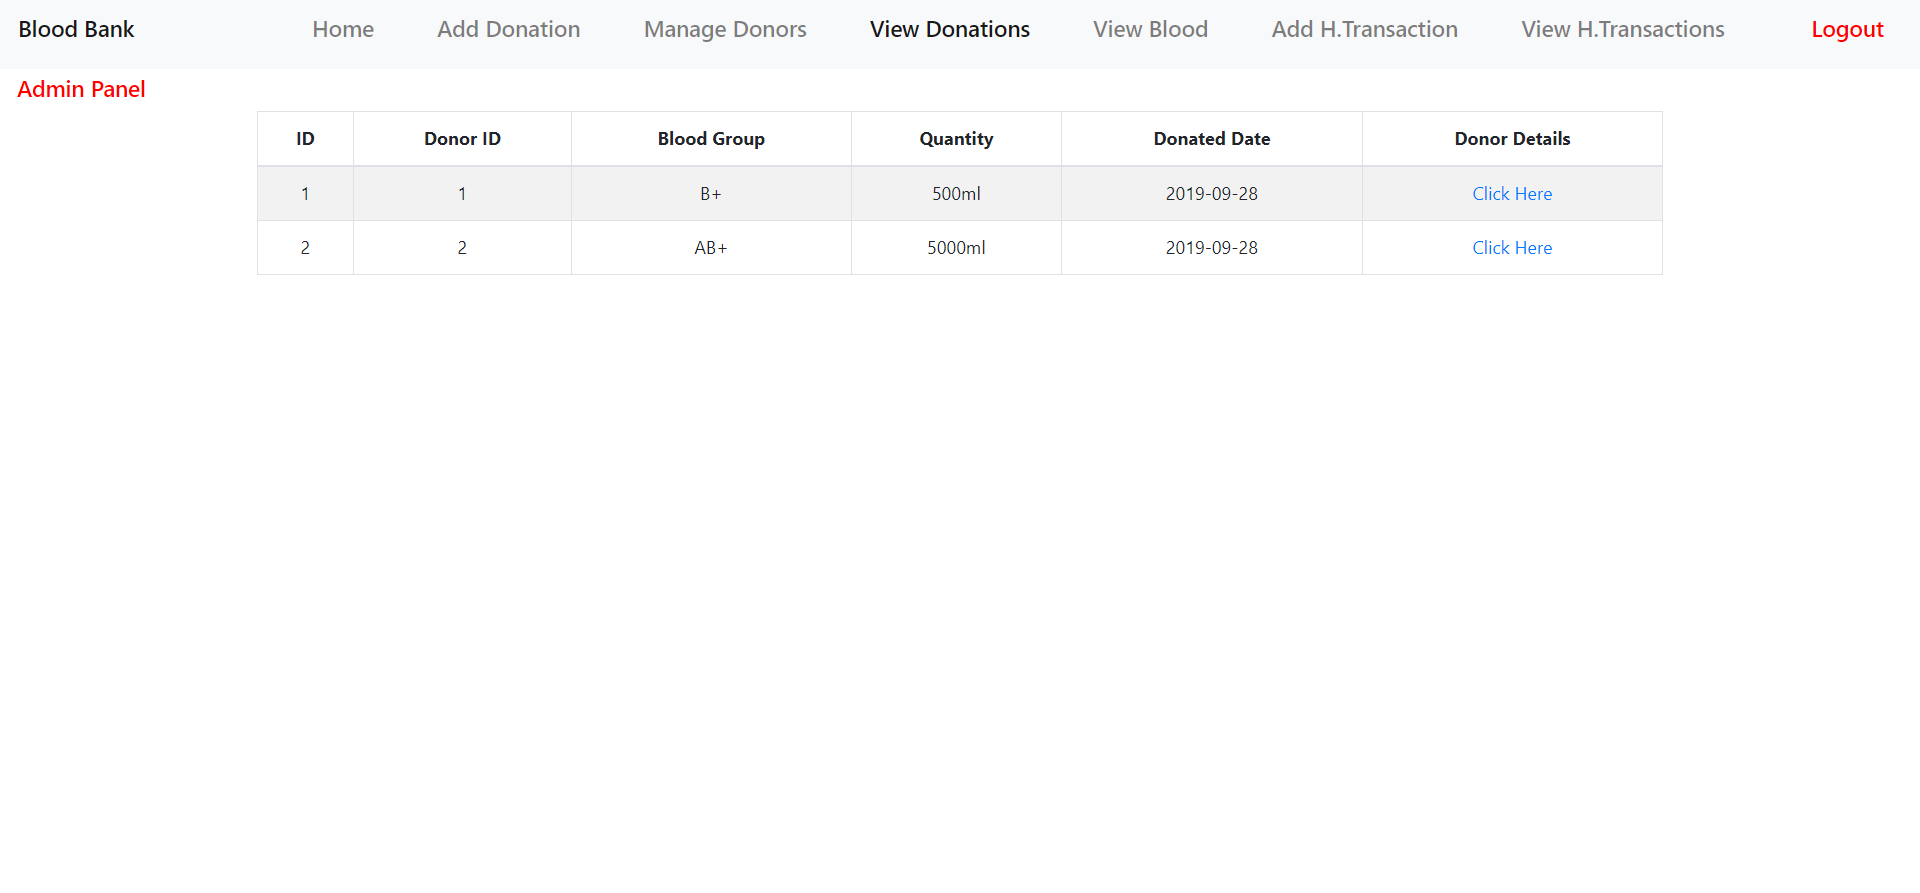 Blood Bank Home Add Donation Manage Donors View Donations View Blood Add H.Transaction View H.Transactions Logout
Admin Panel
ID Donor ID Blood Group Quantity Donated Date Donor Details
1 1 B+ 500ml 2019-09-28 Click Here
2 2 AB+ 5000ml 2019-09-28 Click Here